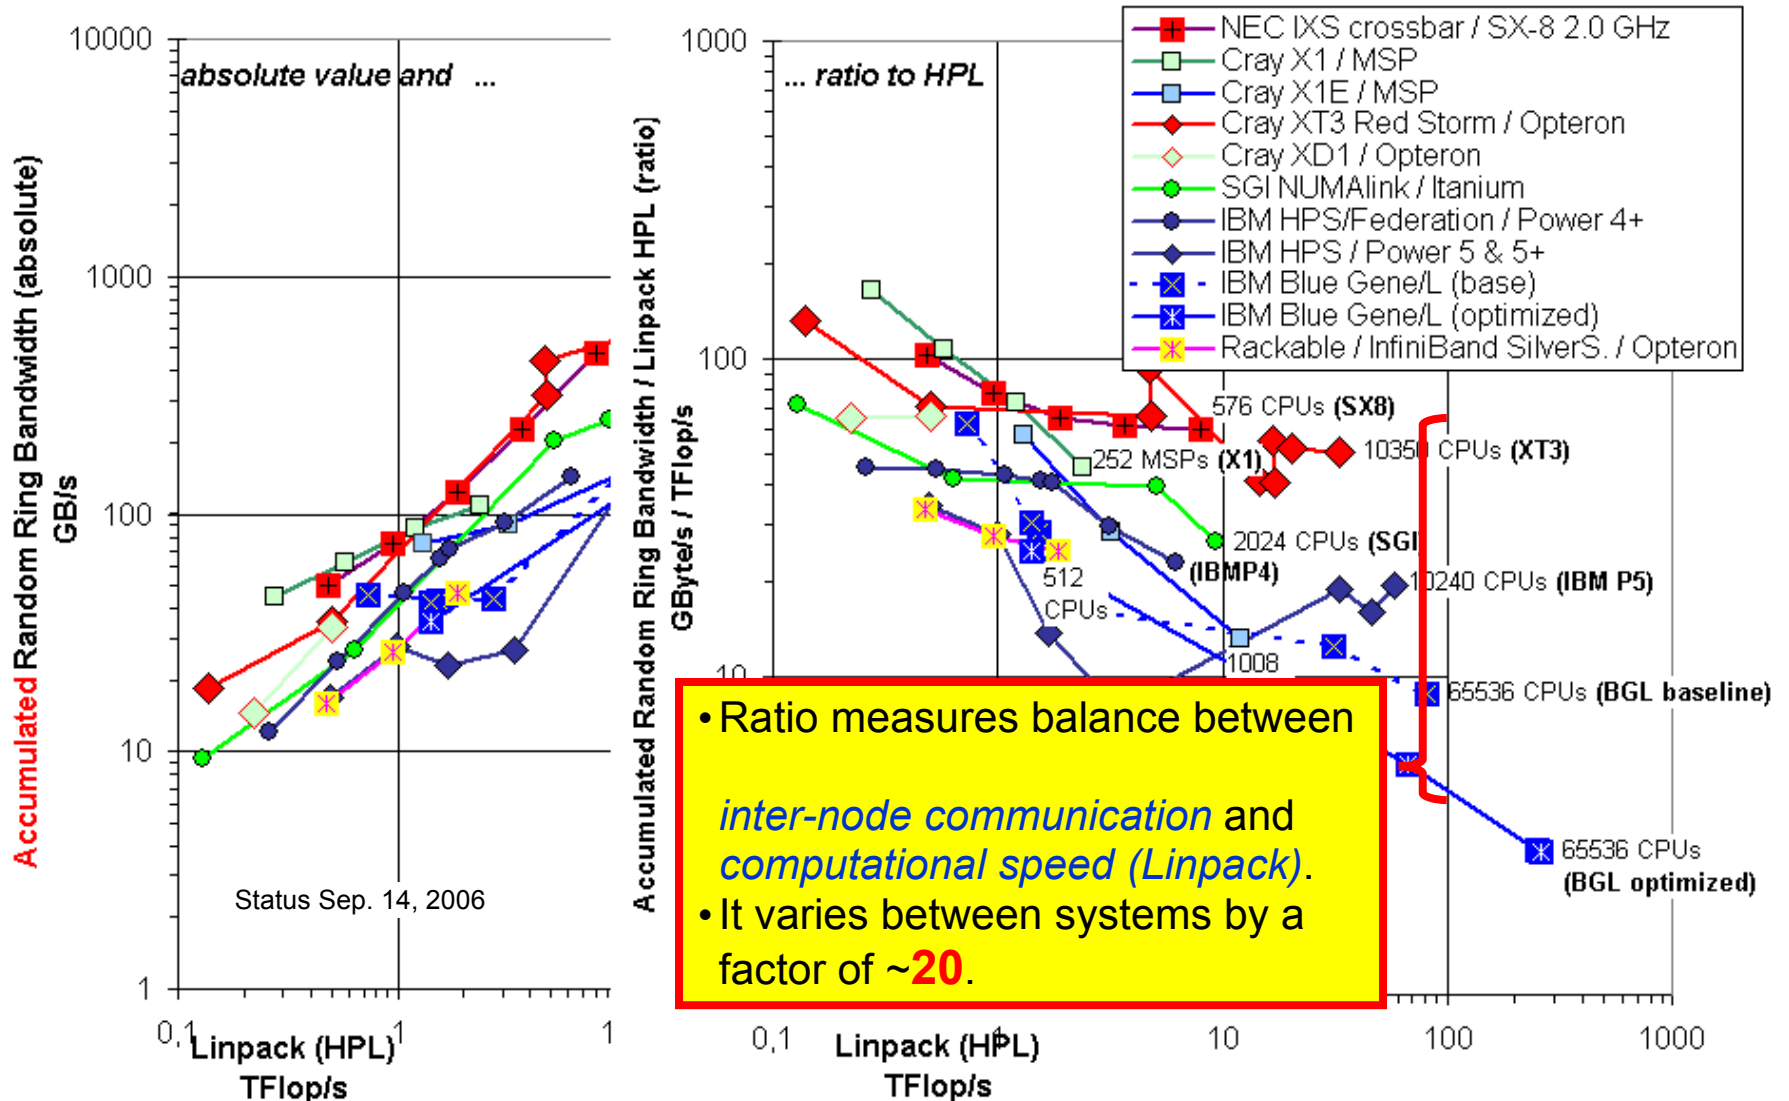 10000
1000
100
10
1
0,1
1
1
absolute value and ...
Accumulated Random Ring Bandwidth (absolute)
GB/s
Status Sep. 14, 2006
Linpack (HPL)
TFlop/s
1000
100
10
0,1
1
10
100
1000
... ratio to HPL
Accumulated Random Ring Bandwidth / Linpack HPL (ratio)
GByte/s / TFlop/s
NEC IXS crossbar / SX-8 2.0 GHz
Cray X1 / MSP
Cray X1E / MSP
Cray XT3 Red Storm / Opteron
Cray XD1 / Opteron
SGI NUMAlink / Itanium
IBM HPS/Federation / Power 4+
IBM HPS / Power 5 & 5+
IBM Blue Gene/L (base)
IBM Blue Gene/L (optimized)
Rackable / InfiniBand SilverS. / Opteron
576 CPUs (SX8)
10350 CPUs (XT3)
252 MSPs (X1)
2024 CPUs (SGI
(IBMP4)
512
CPUs
10240 CPUs (IBM P5)
1008
65536 CPUs (BGL baseline)
65536 CPUs
(BGL optimized)
• Ratio measures balance between
inter-node communication and
computational speed (Linpack).
• It varies between systems by a
factor of ~20.
Linpack (HPL)
TFlop/s